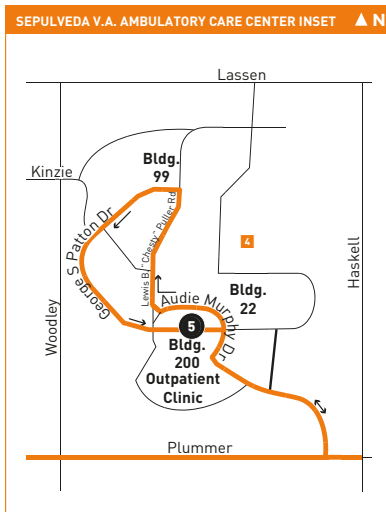 SEPULVEDA V.A. AMBULATORY CARE CENTER INSET
N
Lassen
Kinzie
Bldg.
99
George S Patton Dr
Lewis B. "Chesty" Puller Rd
4
Haskell
Woodley
Audie Murphy Dr
Bldg.
22
5
Bldg.
200
Outpatient
Clinic
Plummer